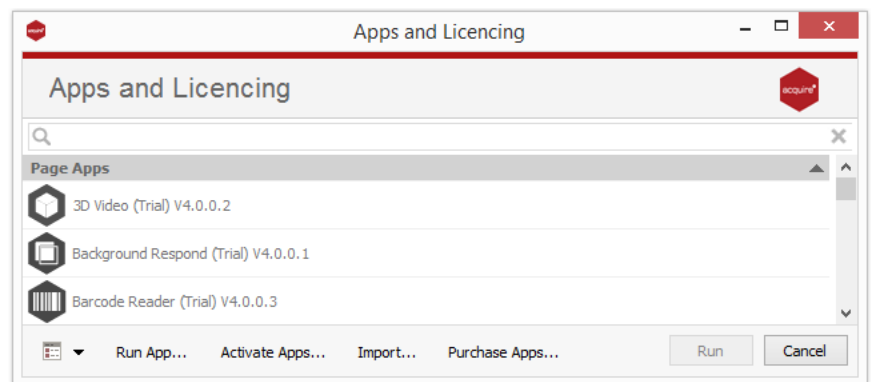 Apps and Licencing
Apps and Licencing
acquire
Page Apps
3D Video (Trial) V4.0.0.2
Background Respond (Trial) V4.0.0.1
Barcode Reader (Trial) V4.0.0.3
Run App... Activate Apps... Import... Purchase Apps... Run Cancel